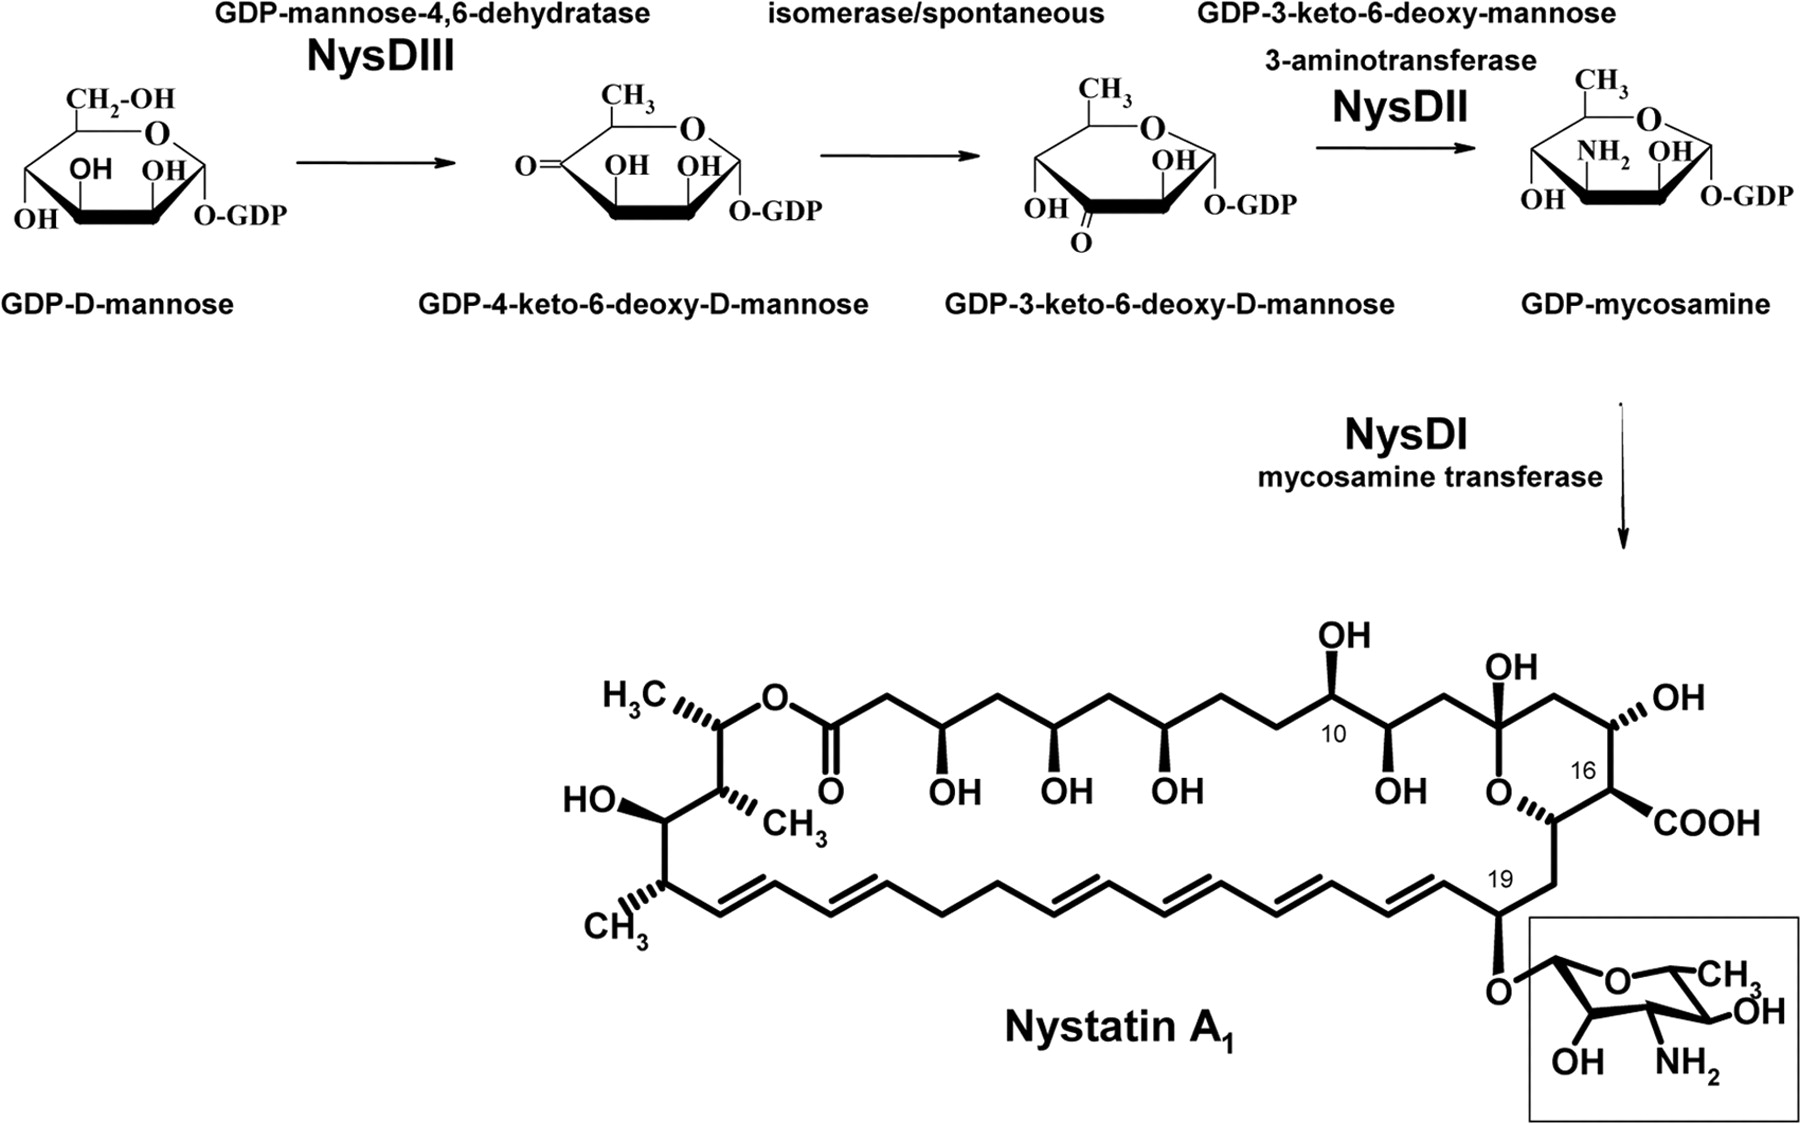 GDP-mannose-4,6-dehydratase isomerase/spontaneous GDP-3-keto-6-deoxy-mannose
NysDIII 3-aminotransferase
NysDII
CH2-OH CH3 CH3 CH3
O O O O
OH OH O OH OH OH NH2 OH
OH O-GDP O-GDP OH O-GDP OH O-GDP
O
GDP-D-mannose GDP-4-keto-6-deoxy-D-mannose GDP-3-keto-6-deoxy-D-mannose GDP-mycosamine
NysDI
mycosamine transferase
OH
OH
H3C O OH
10
16
HO O OH OH OH OH O
CH3 COOH
19
CH3
O O CH3
OH
Nystatin A1
OH NH2